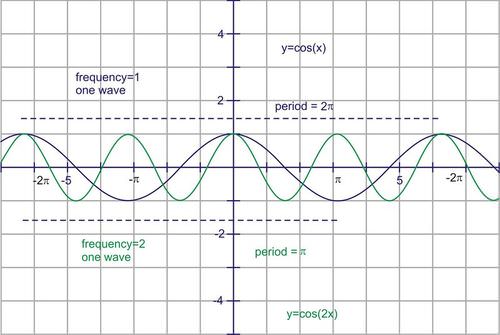 4
y=cos(x)
frequency=1
one wave
2
period = 2π
-2π -5 -π π 5 -2π
-2
frequency=2
one wave
period = π
-4
y=cos(2x)